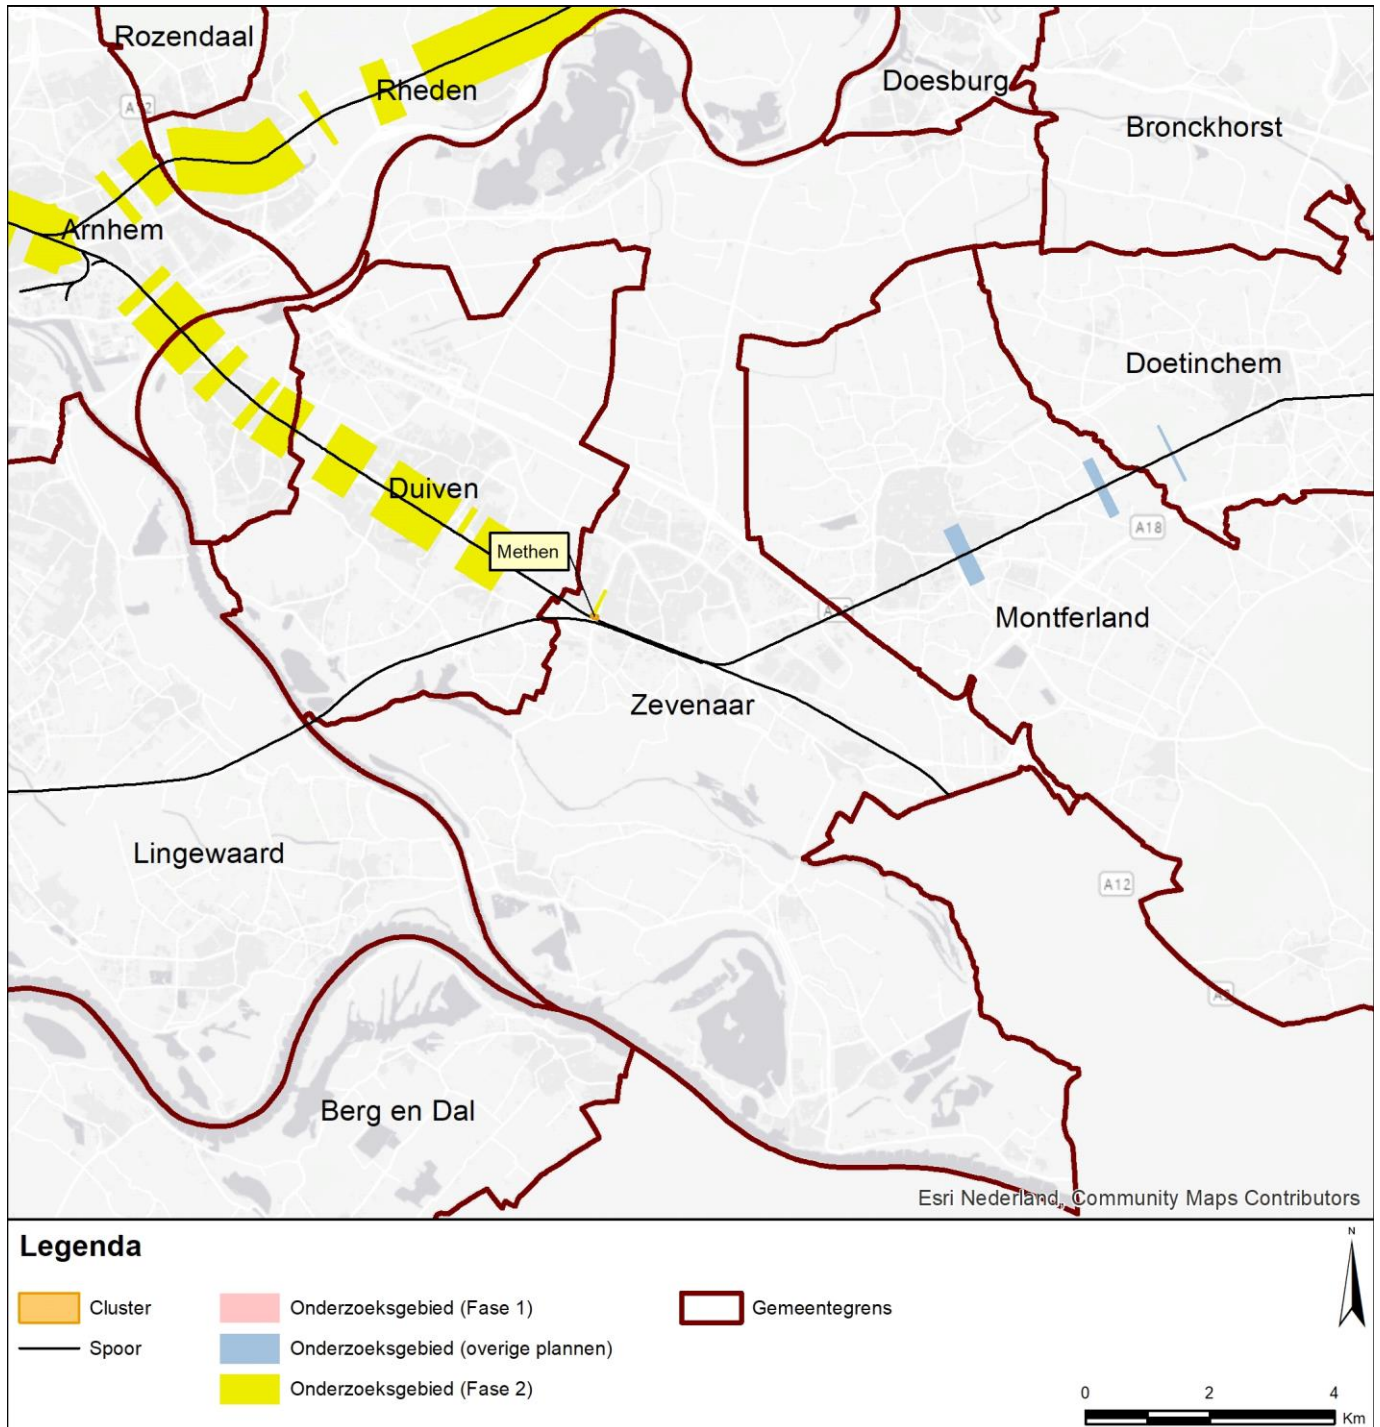 Rozendaal
A12
Rheden
Doesburg
Bronckhorst
Arnhem
Doetinchem
Duiven
A18
Methen
Montferland
Zevenaar
Lingewaard
A12
Berg en Dal
Esri Nederland, Community Maps Contributors
Legenda
N
Cluster
Onderzoeksgebied (Fase 1)
Gemeentegrens
Spoor
Onderzoeksgebied (overige plannen)
Onderzoeksgebied (Fase 2)
0 2 4
Km